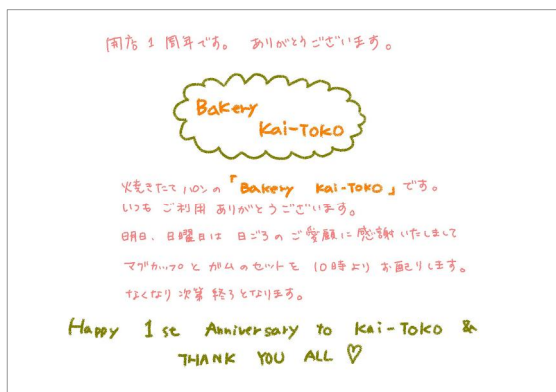 開店1周年です。 ありがとうございます。
Bakery
Kai-Toko
焼きたてパンの「Bakery Kai-Toko」です。
いつも ご利用 ありがとうございます。
明日、日曜日は 日ごろのご愛顧に感謝いたしまして
マグカップと ガムのセットを 10時より お配りします。
なくなり次第 終了となります。
Happy 1st Anniversary to Kai-Toko &
THANK YOU ALL ♡